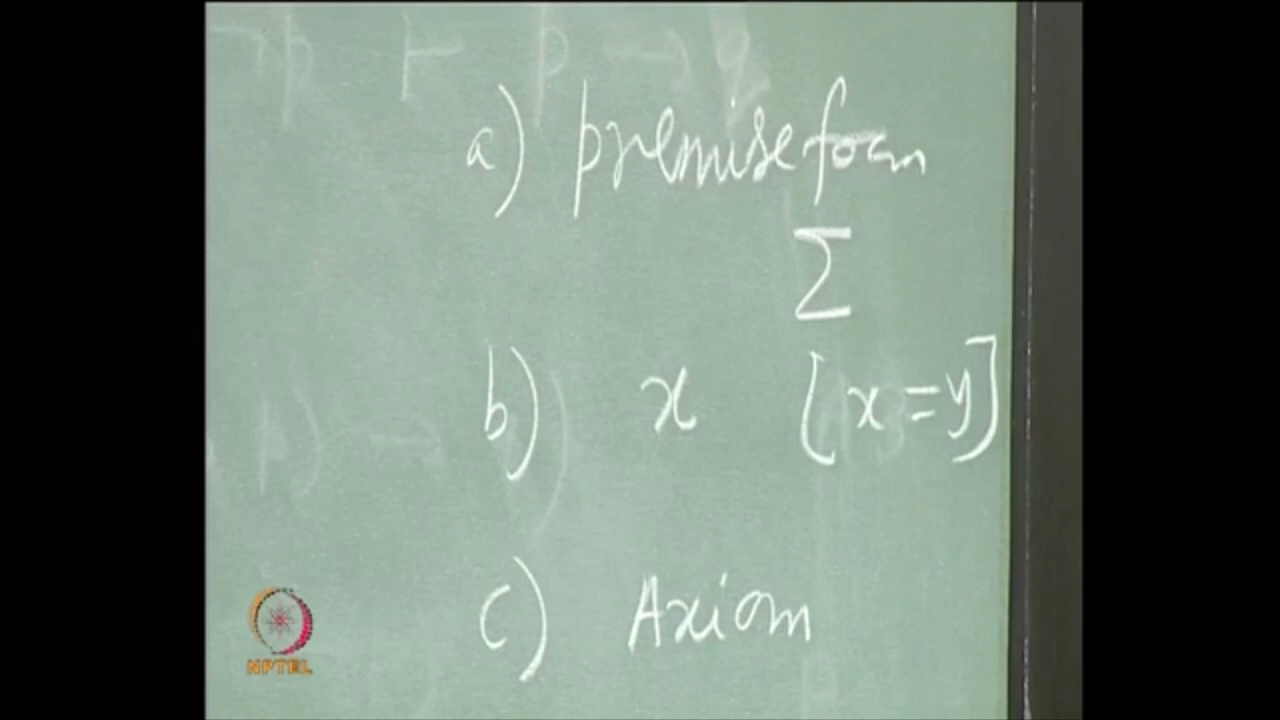 ¬p ⊢ p → q
a) premise form
Σ
b) x [x=y]
p) →
c) Axiom
NPTEL